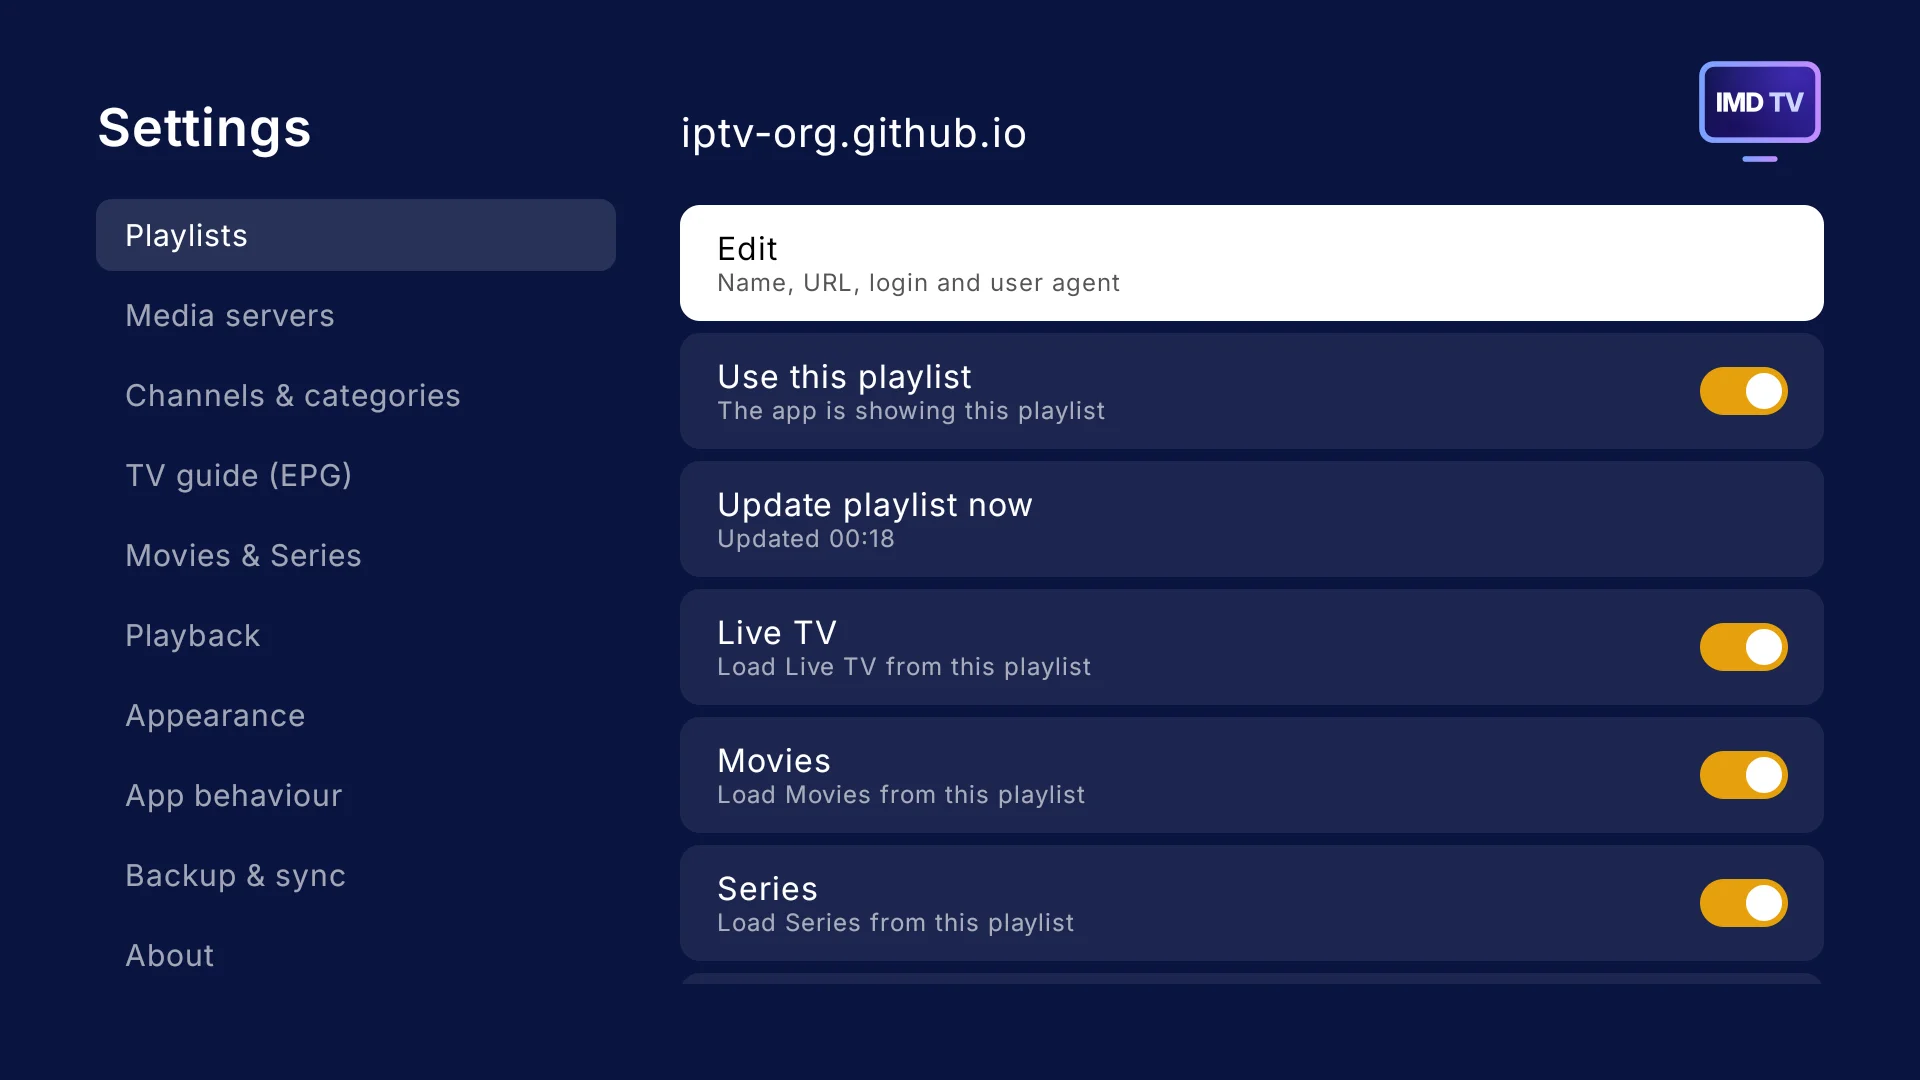 Settings
Playlists
Media servers
Channels & categories
TV guide (EPG)
Movies & Series
Playback
Appearance
App behaviour
Backup & sync
About
iptv-org.github.io
IMD TV
Edit
Name, URL, login and user agent
Use this playlist
The app is showing this playlist
Update playlist now
Updated 00:18
Live TV
Load Live TV from this playlist
Movies
Load Movies from this playlist
Series
Load Series from this playlist